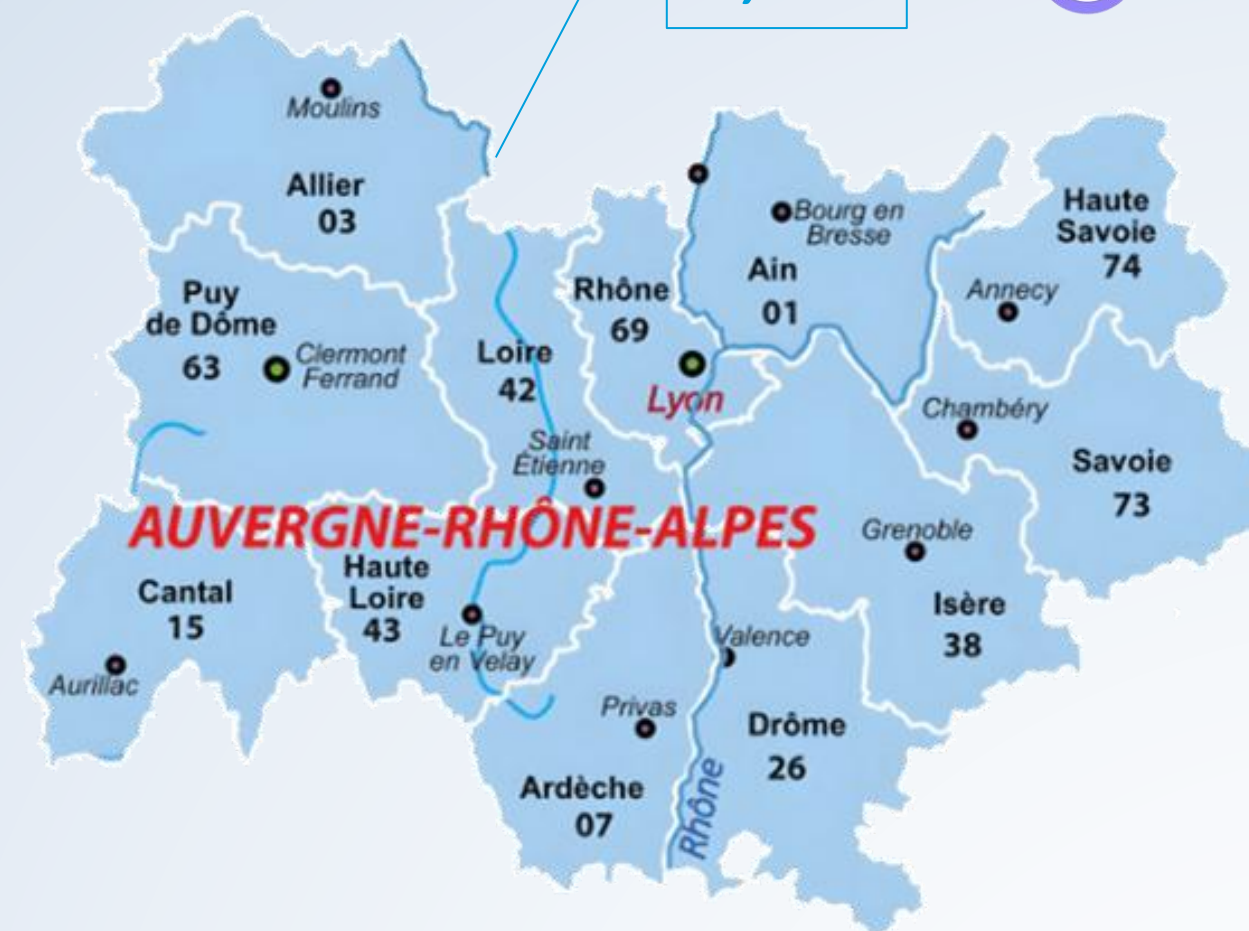 Moulins
Allier
03
Bourg en
Bresse
Haute
Savoie
74
Ain
01
Annecy
Rhône
69
Puy
de Dôme
63
Clermont
Ferrand
Loire
42
Lyon
Chambéry
Saint
Étienne
Savoie
73
AUVERGNE-RHÔNE-ALPES
Grenoble
Haute
Loire
43
Cantal
15
Isère
38
Le Puy
en Velay
Valence
Aurillac
Privas
Drôme
26
Ardèche
07
Rhône